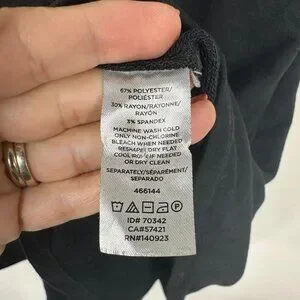 67% POLYESTER/
POLIÉSTER
30% RAYON/RAYONNE/
RAYÓN
3% SPANDEX
MACHINE WASH COLD
ONLY NON-CHLORINE
BLEACH WHEN NEEDED
RESHAPE DRY FLAT
COOL IRON IF NEEDED
OR DRY CLEAN
SEPARATELY/SÉPARÉMENT/
SEPARADO
466144
ID# 70342
CA#57421
RN#140923